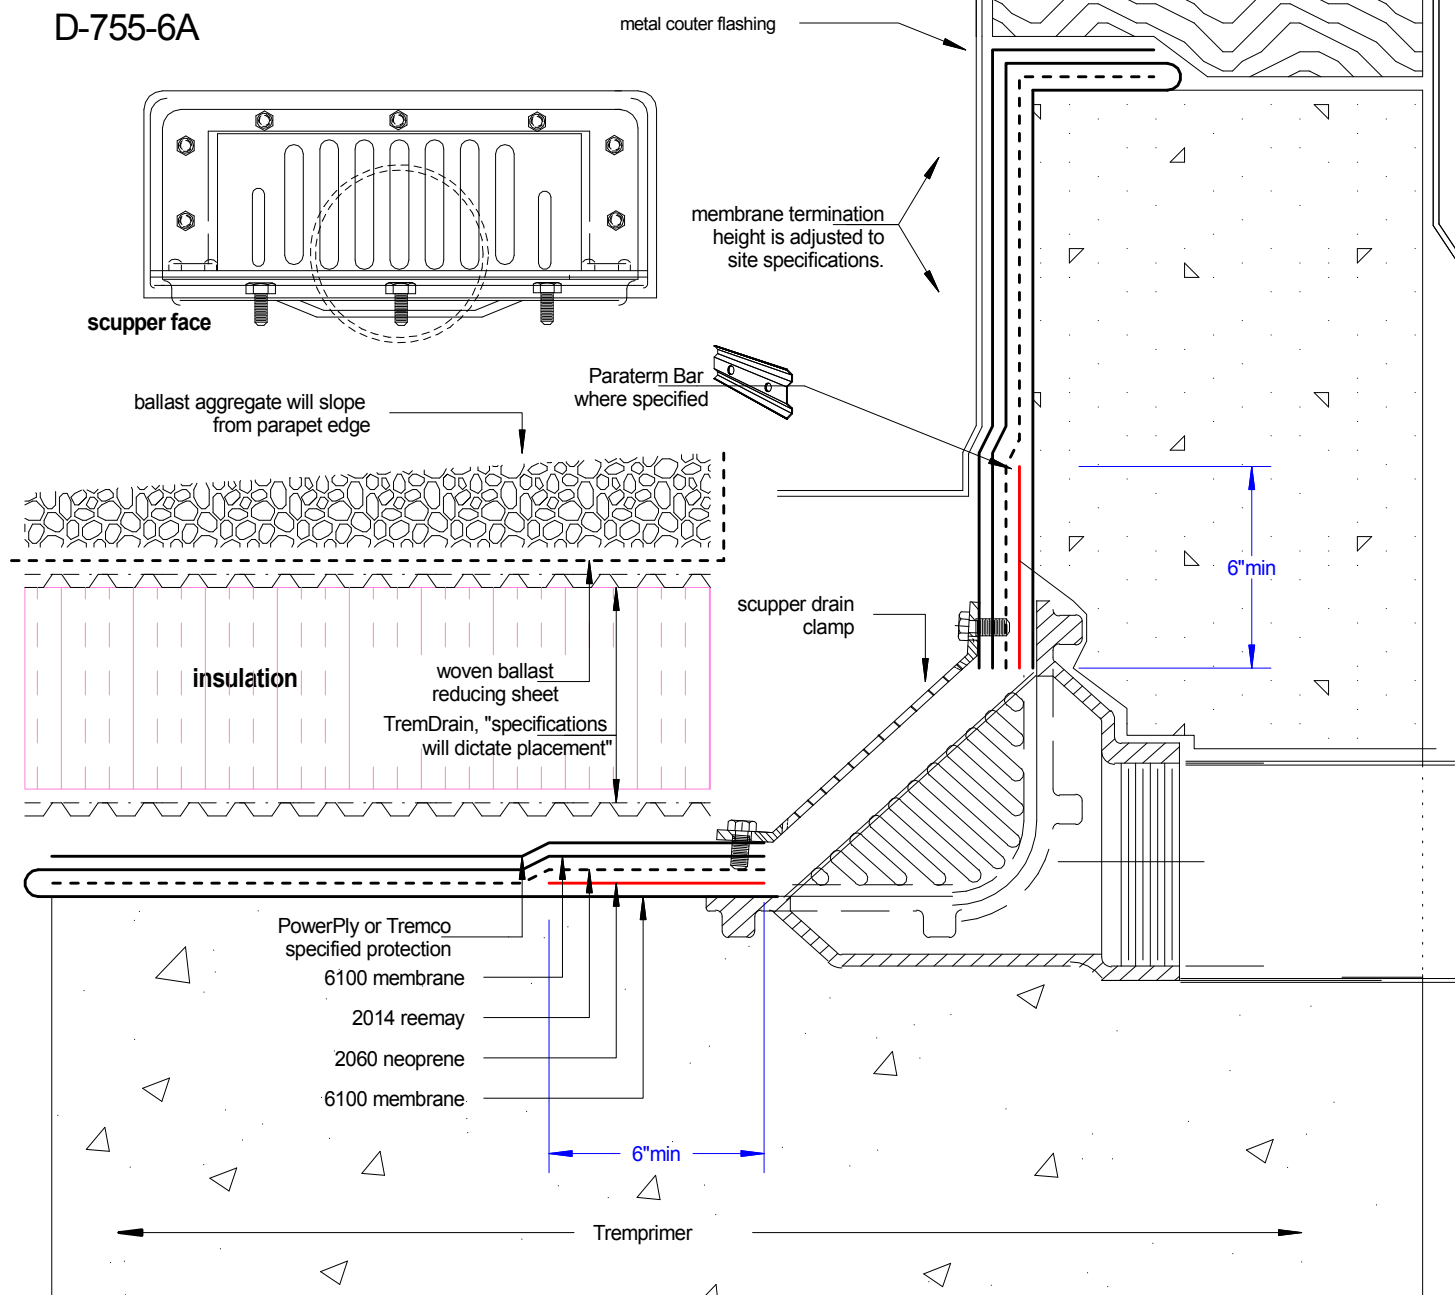 D-755-6A
metal couter flashing
membrane termination
height is adjusted to
site specifications.
scupper face
Paraterm Bar
where specified
ballast aggregate will slope
from parapet edge
6"min
scupper drain
clamp
insulation
woven ballast
reducing sheet
TremDrain, "specifications
will dictate placement"
PowerPly or Tremco
specified protection
6100 membrane
2014 reemay
2060 neoprene
6100 membrane
6"min
Tremprimer